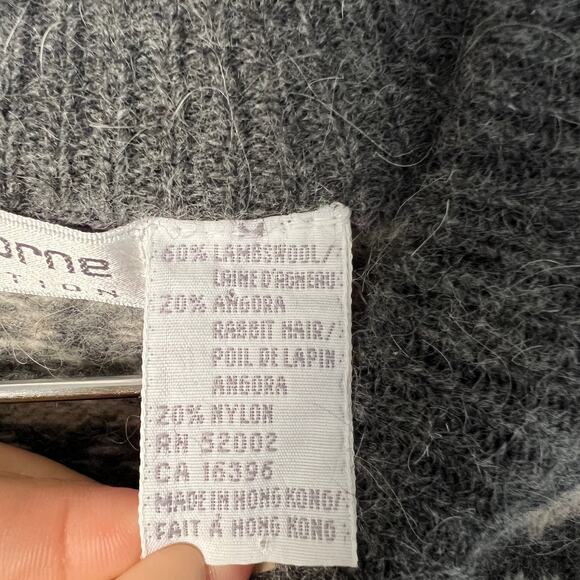 orne
TION
60% LAMBSWOOL/
LAINE D'AGNEAU
20% ANGORA
RABBIT HAIR/
POIL DE LAPIN
ANGORA
20% NYLON
RN 52002
CA 16396
MADE IN HONG KONG/
FAIT À HONG KONG